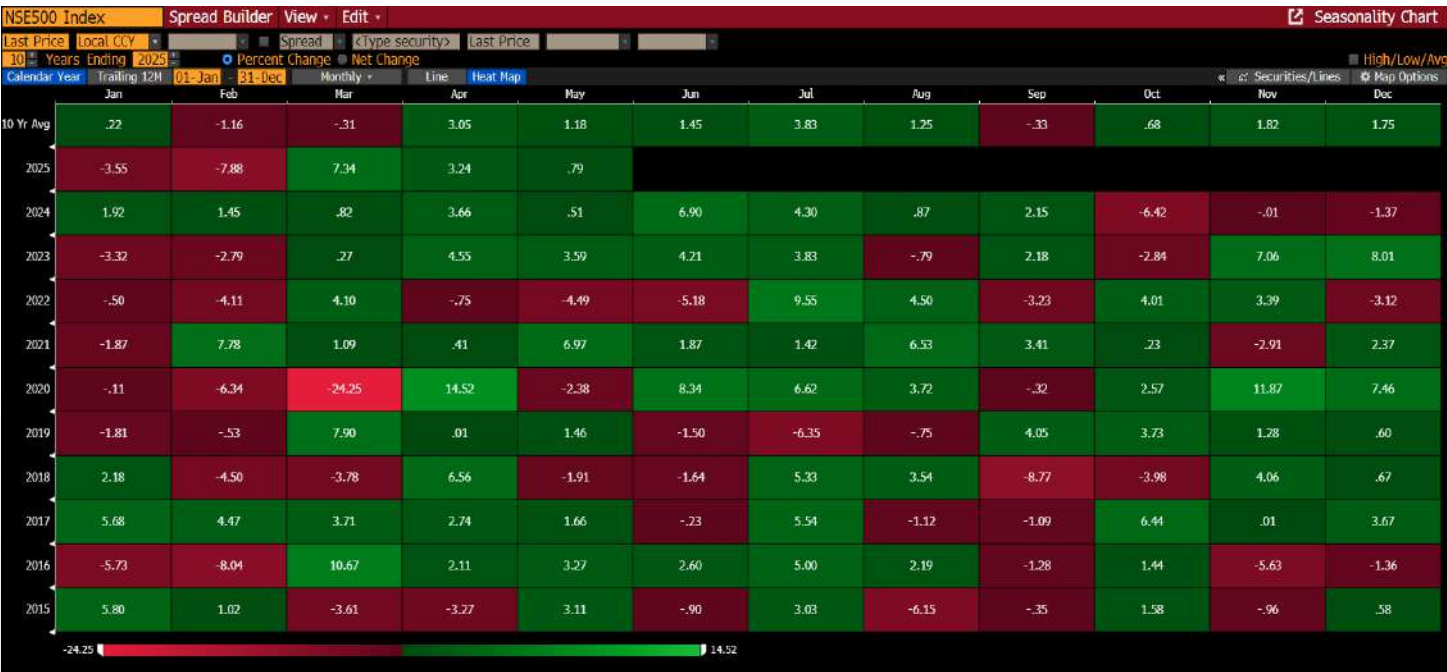 NSE500 Index Spread Builder View Edit Seasonality Chart
Last Price Local CCY Spread <Type security> Last Price
10 Years Ending 2025 Percent Change Net Change High/Low/Avg
Calendar Year Trailing 12M 01-Jan - 31-Dec Monthly Line Heat Map « Securities/Lines Map Options
Jan Feb Mar Apr May Jun Jul Aug Sep Oct Nov Dec
10 Yr Avg .22 -1.16 -.31 3.05 1.18 1.45 3.83 1.25 -.33 .68 1.82 1.75
2025 -3.55 -7.88 7.34 3.24 .79
2024 1.92 1.45 .82 3.66 .51 6.90 4.30 .87 2.15 -6.42 -.01 -1.37
2023 -3.32 -2.79 .27 4.55 3.59 4.21 3.83 -.79 2.18 -2.84 7.06 8.01
2022 -.50 -4.11 4.10 -.75 -4.49 -5.18 9.55 4.50 -3.23 4.01 3.39 -3.12
2021 -1.87 7.78 1.09 .41 6.97 1.87 1.42 6.53 3.41 .23 -2.91 2.37
2020 -.11 -6.34 -24.25 14.52 -2.38 8.34 6.62 3.72 -.32 2.57 11.87 7.46
2019 -1.81 -.53 7.90 .01 1.46 -1.50 -6.35 -.75 4.05 3.73 1.28 .60
2018 2.18 -4.50 -3.78 6.56 -1.91 -1.64 5.33 3.54 -8.77 -3.98 4.06 .67
2017 5.68 4.47 3.71 2.74 1.66 -.23 5.54 -1.12 -1.09 6.44 .01 3.67
2016 -5.73 -8.04 10.67 2.11 3.27 2.60 5.00 2.19 -1.28 1.44 -5.63 -1.36
2015 5.80 1.02 -3.61 -3.27 3.11 -.90 3.03 -6.15 -.35 1.58 -.96 .58
-24.25 14.52